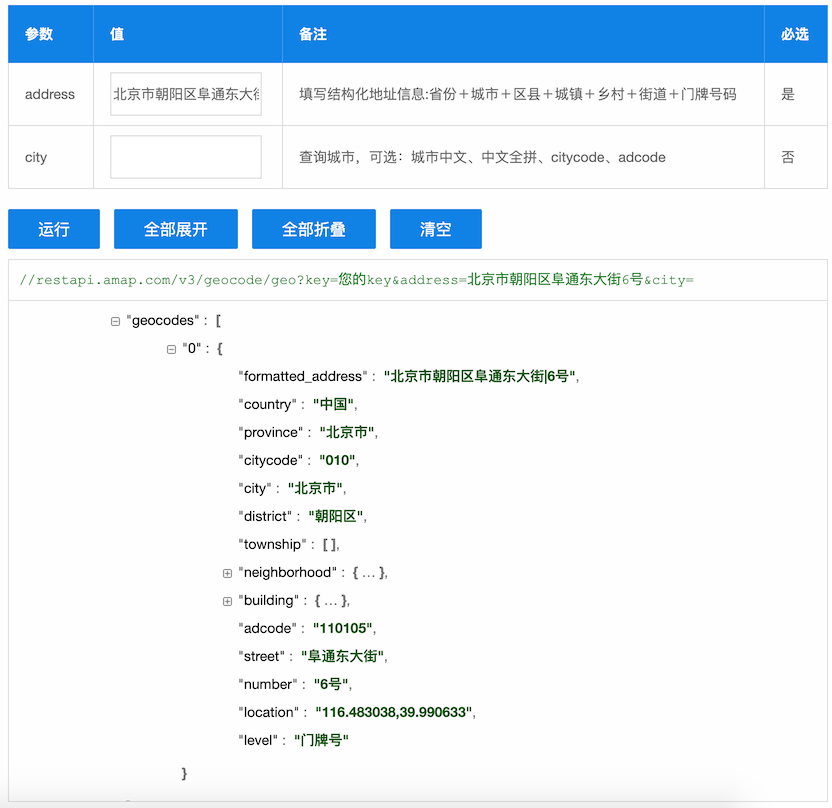 参数 值 备注 必选
address 北京市朝阳区阜通东大街 填写结构化地址信息:省份＋城市＋区县＋城镇＋乡村＋街道＋门牌号码 是
city 查询城市，可选：城市中文、中文全拼、citycode、adcode 否
运行 全部展开 全部折叠 清空
//restapi.amap.com/v3/geocode/geo?key=您的key&address=北京市朝阳区阜通东大街6号&city=
"geocodes" : [
"0" : {
"formatted_address" : "北京市朝阳区阜通东大街|6号",
"country" : "中国",
"province" : "北京市",
"citycode" : "010",
"city" : "北京市",
"district" : "朝阳区",
"township" : [ ],
"neighborhood" : { ... },
"building" : { ... },
"adcode" : "110105",
"street" : "阜通东大街",
"number" : "6号",
"location" : "116.483038,39.990633",
"level" : "门牌号"
}